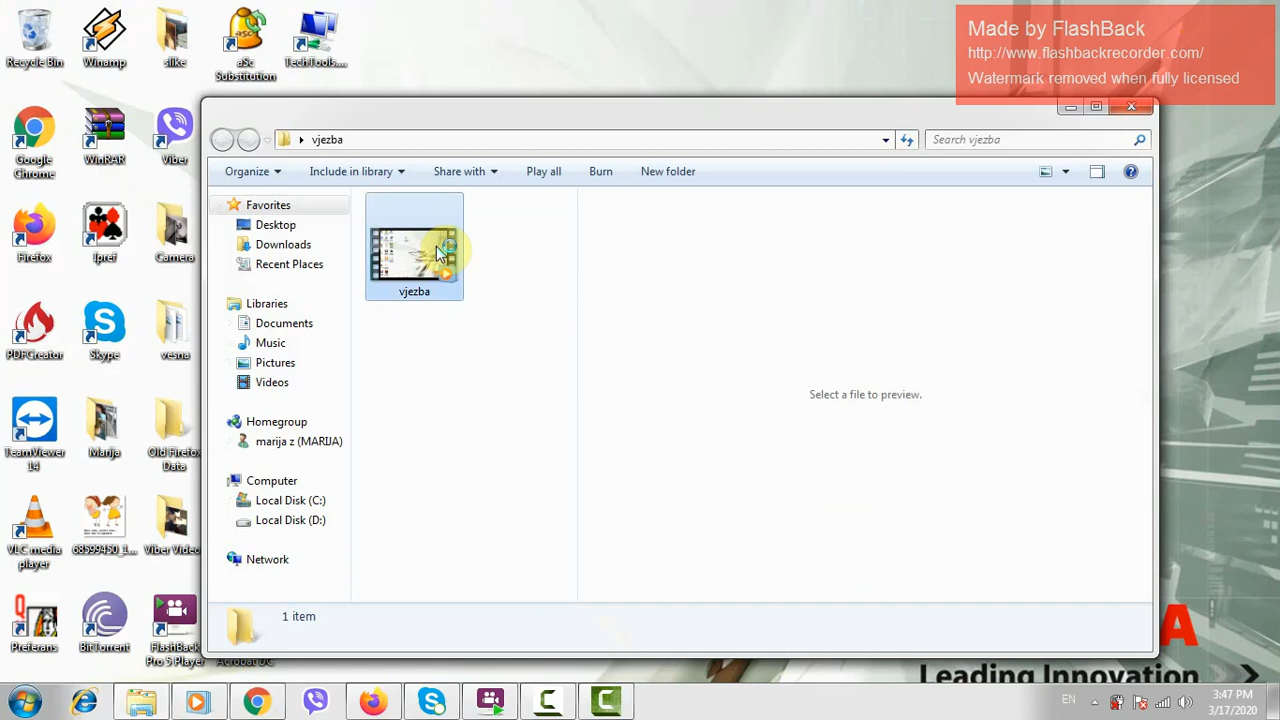 Made by FlashBack
http://www.flashbackrecorder.com/
Watermark removed when fully licensed
Recycle Bin
Winamp
slike
aSc
Substitution
TechTools....
Google
Chrome
WinRAR
Viber
Firefox
Ipref
Camera
PDFCreator
Skype
vesna
TeamViewer
14
Marija
Old Firefox
Data
VLC media
player
68599450_1...
Viber Video
Preferans
BitTorrent
FlashBack
Pro 5 Player
Acrobat DC
vjezba
Search vjezba
Organize
Include in library
Share with
Play all
Burn
New folder
Favorites
Desktop
Downloads
Recent Places
Libraries
Documents
Music
Pictures
Videos
Homegroup
marija z (MARIJA)
Computer
Local Disk (C:)
Local Disk (D:)
Network
vjezba
Select a file to preview.
1 item
A
Leading Innovation
EN
3:47 PM
3/17/2020